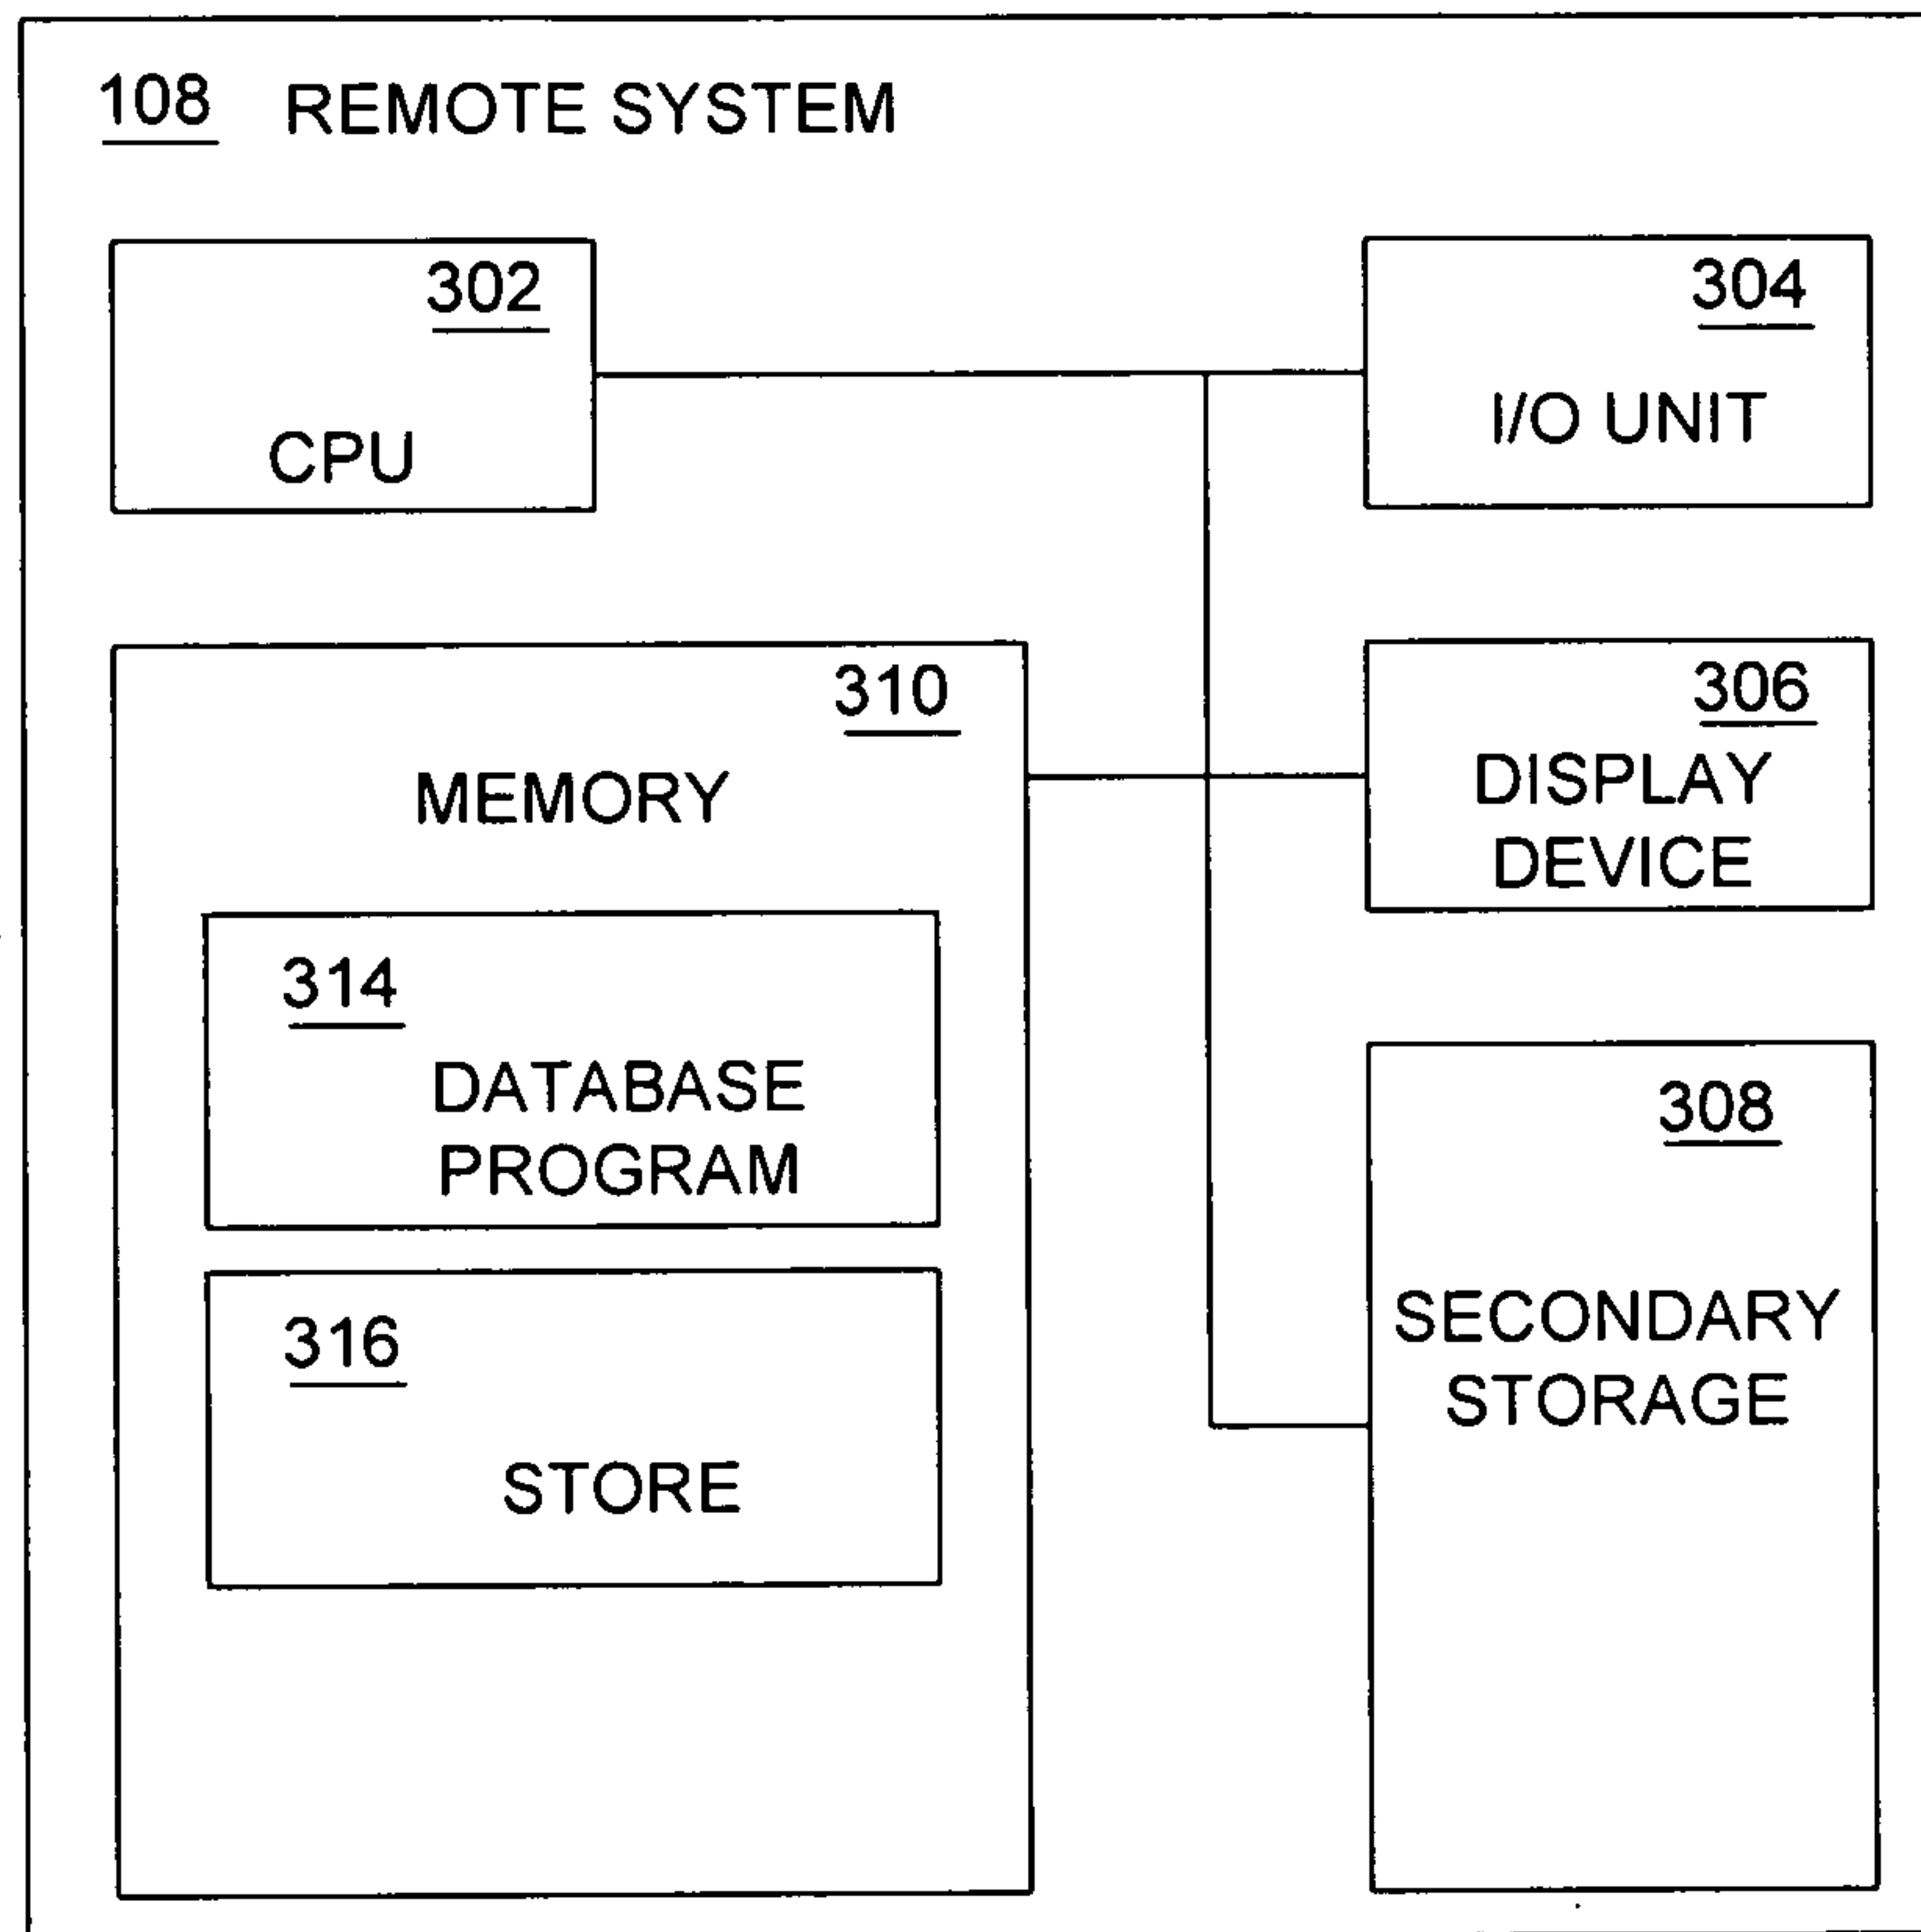 108 REMOTE SYSTEM
302
CPU
304
I/O UNIT
310
MEMORY
306
DISPLAY
DEVICE
314
DATABASE
PROGRAM
308
SECONDARY
STORAGE
316
STORE